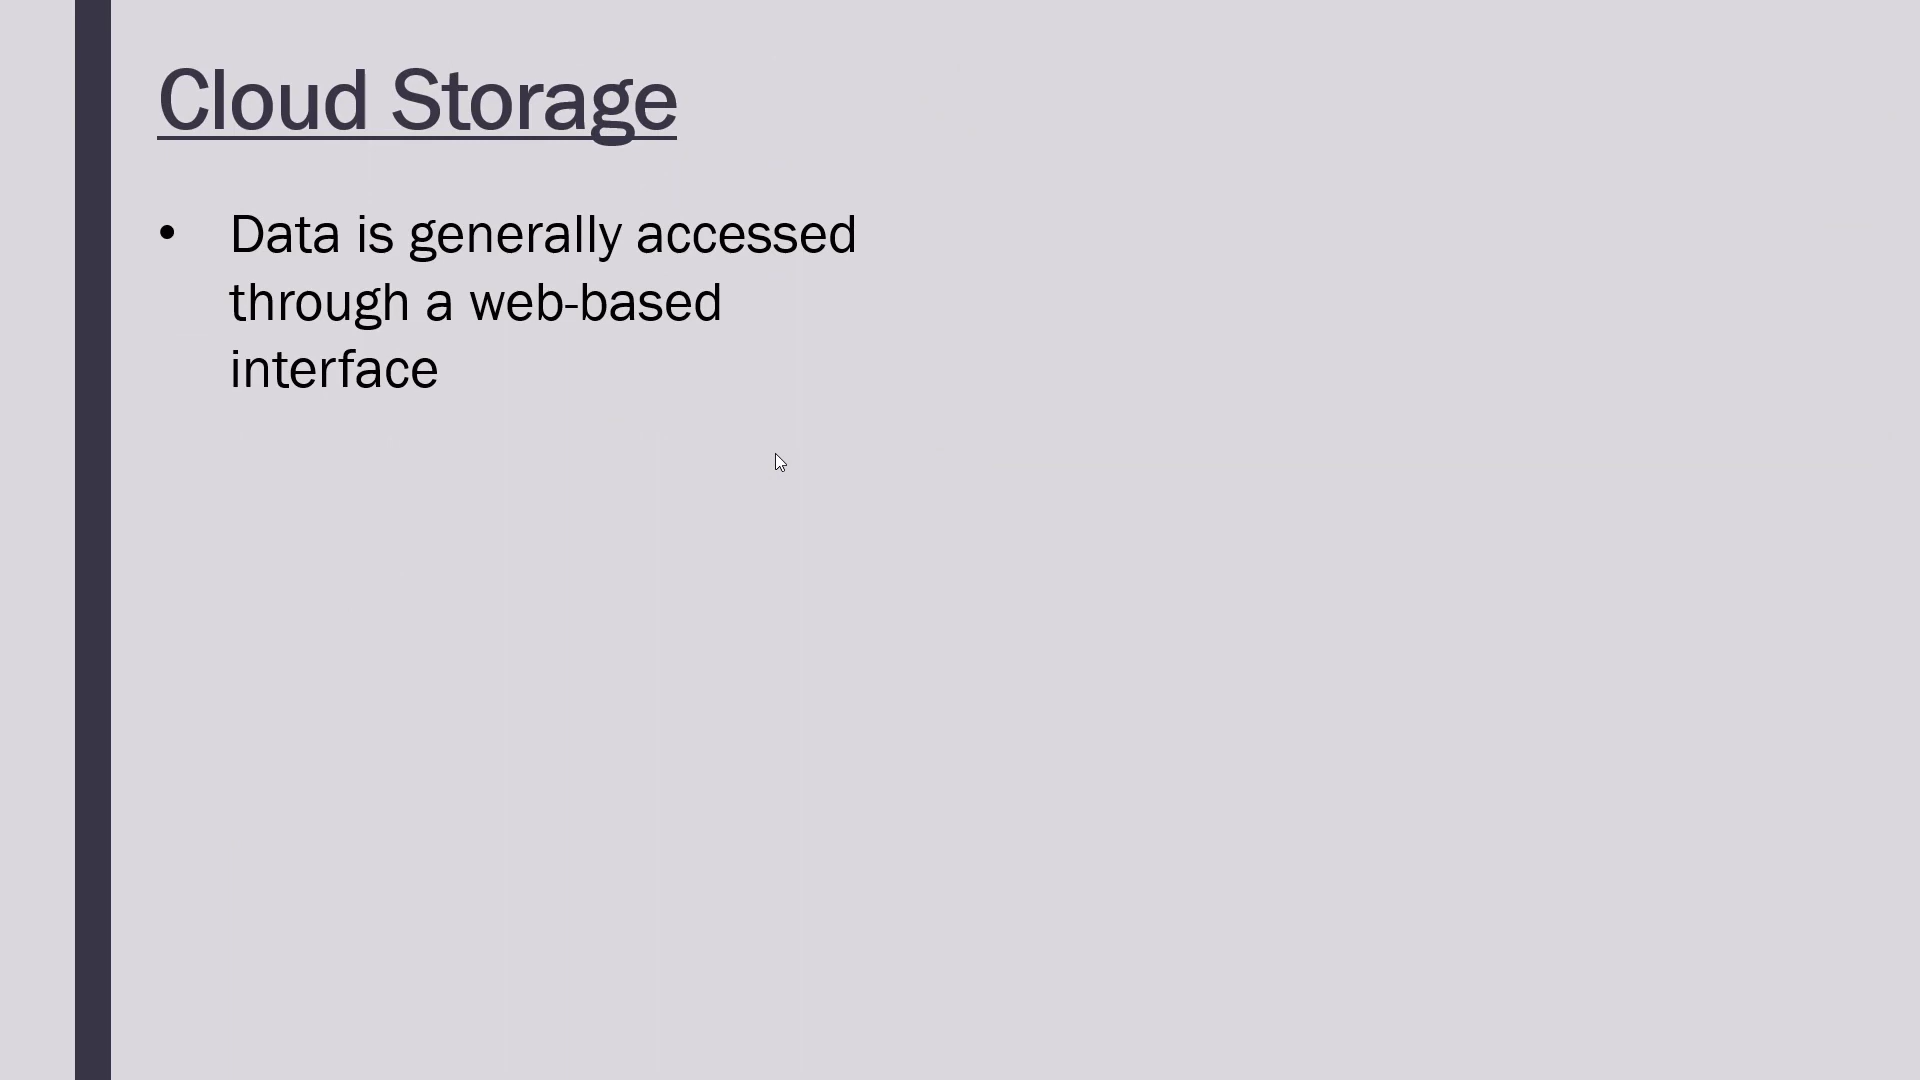 Cloud Storage
• Data is generally accessed
through a web-based
interface